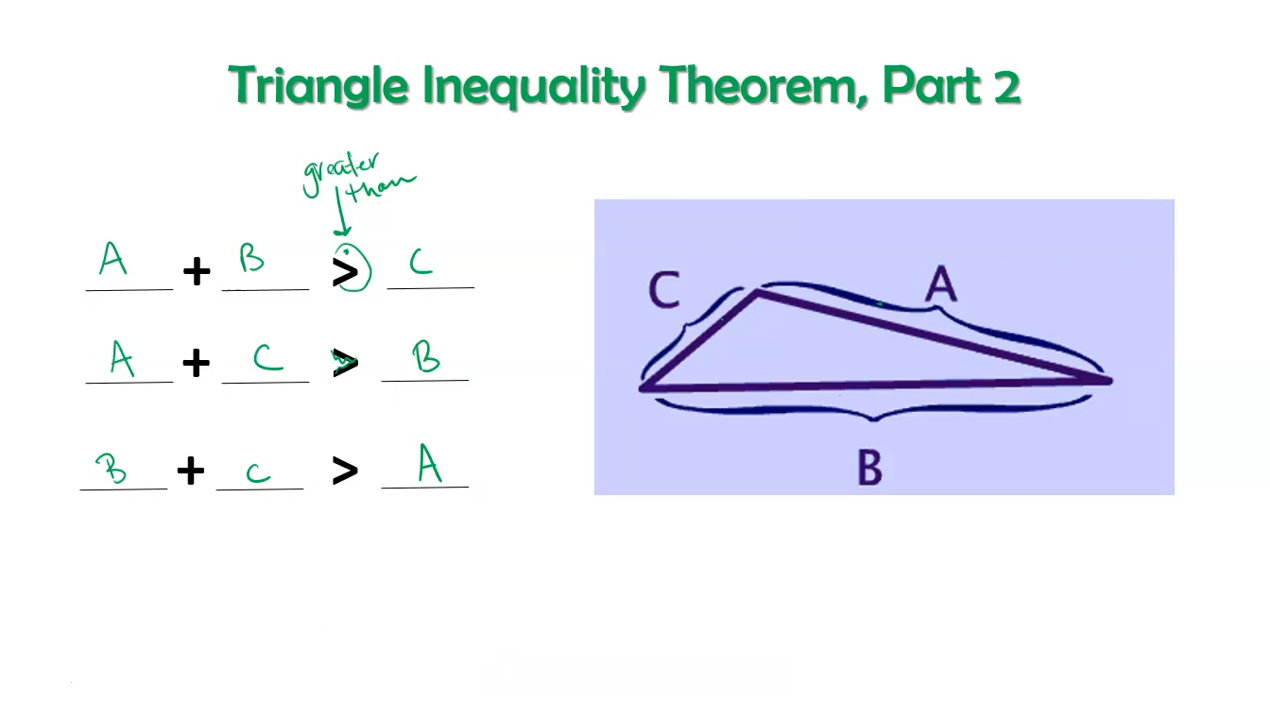 Triangle Inequality Theorem, Part 2
greater
than
A + B > C
A + C > B
B + C > A
C
A
B